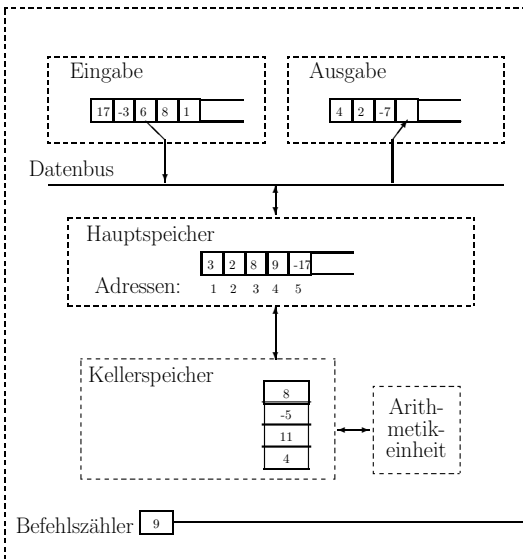 Eingabe
Ausgabe
17 -3 6 8 1
4 2 -7
Datenbus
Hauptspeicher
3 2 8 9 -17
Adressen: 1 2 3 4 5
Kellerspeicher
8
-5
11
4
Arith-
metik-
einheit
Befehlszähler 9